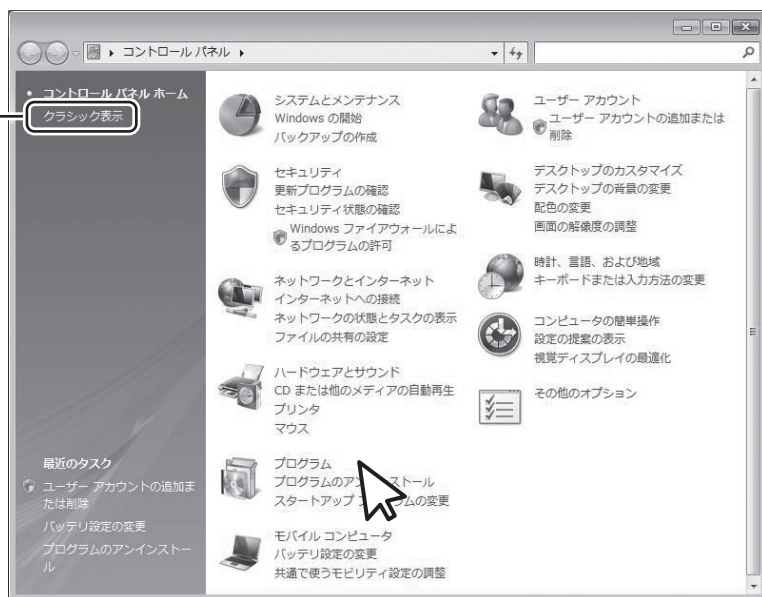 コントロール パネル
コントロール パネル ホーム
クラシック表示
システムとメンテナンス
Windows の開始
バックアップの作成
セキュリティ
更新プログラムの確認
セキュリティ状態の確認
Windows ファイアウォールによ
るプログラムの許可
ネットワークとインターネット
インターネットへの接続
ネットワークの状態とタスクの表示
ファイルの共有の設定
ハードウェアとサウンド
CD または他のメディアの自動再生
プリンタ
マウス
プログラム
プログラムのアンインストール
スタートアップ プログラムの変更
モバイル コンピュータ
バッテリ設定の変更
共通で使うモビリティ設定の調整
ユーザー アカウント
ユーザー アカウントの追加または
削除
デスクトップのカスタマイズ
デスクトップの背景の変更
配色の変更
画面の解像度の調整
時計、言語、および地域
キーボードまたは入力方法の変更
コンピュータの簡単操作
設定の提案の表示
視覚ディスプレイの最適化
その他のオプション
最近のタスク
ユーザー アカウントの追加ま
たは削除
バッテリ設定の変更
プログラムのアンインストー
ル